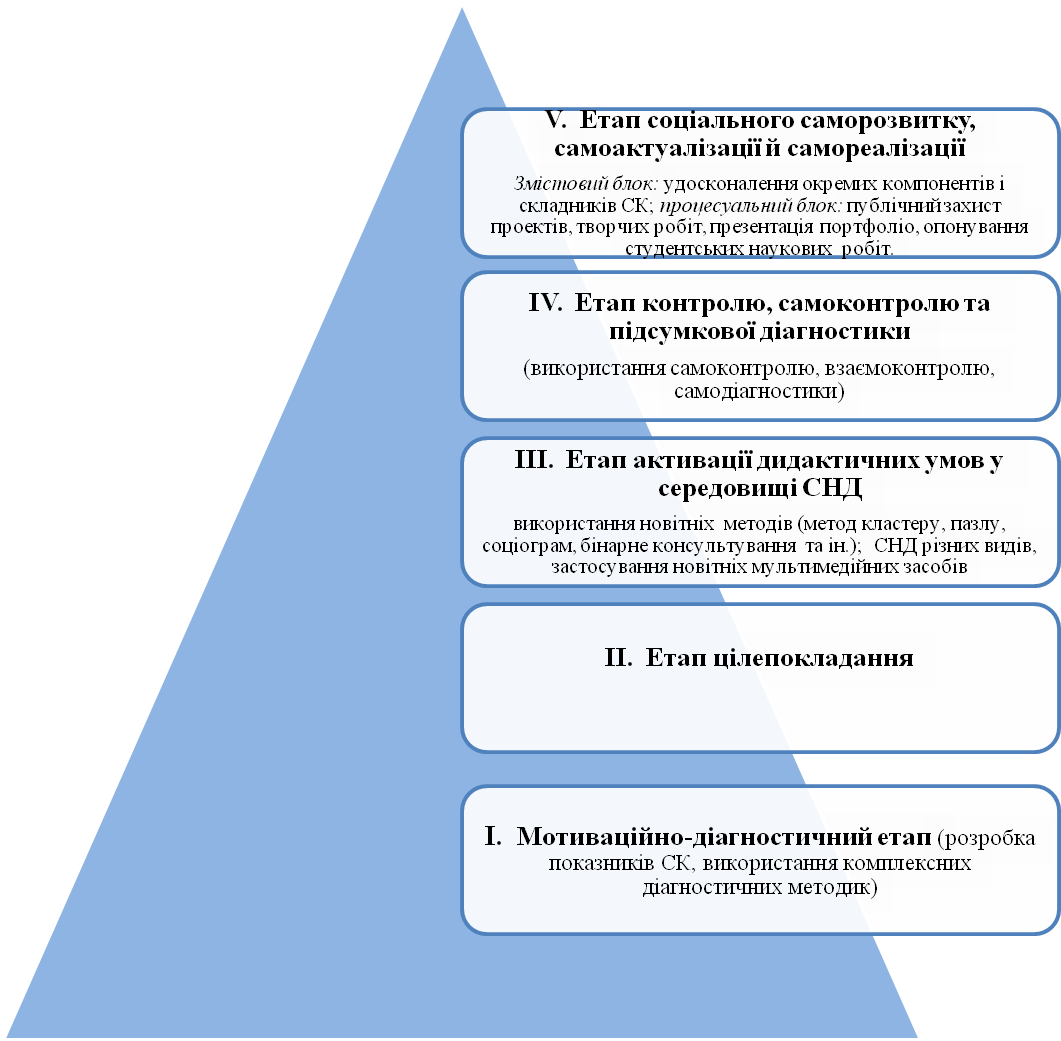 V. Етап соціального саморозвитку,
самоактуалізації й самореалізації
Змістовий блок: удосконалення окремих компонентів і
складників СК; процесуальний блок: публічний захист
проектів, творчих робіт, презентація портфоліо, опонування
студентських наукових робіт.
IV. Етап контролю, самоконтролю та
підсумкової діагностики
(використання самоконтролю, взаємоконтролю,
самодіагностики)
III. Етап активації дидактичних умов у
середовищі СНД
використання новітніх методів (метод кластеру, пазлу,
соціограм, бінарне консультування та ін.); СНД різних видів,
застосування новітніх мультимедійних засобів
II. Етап цілепокладання
I. Мотиваційно-діагностичний етап (розробка
показників СК, використання комплексних
діагностичних методик)